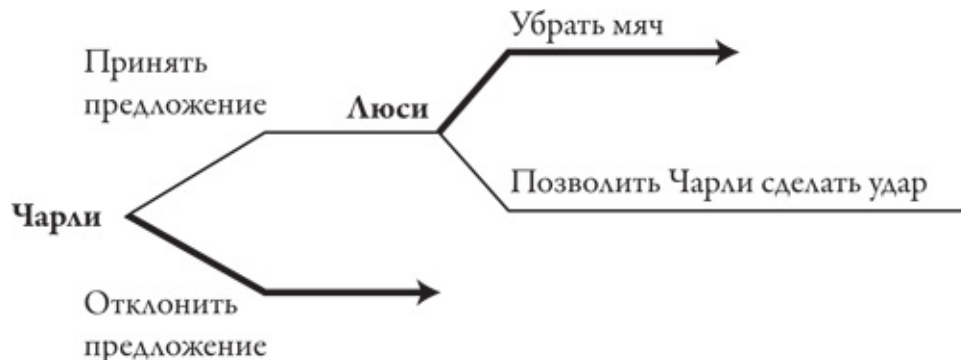 Убрать мяч
Принять
предложение
Люси
Позволить Чарли сделать удар
Чарли
Отклонить
предложение